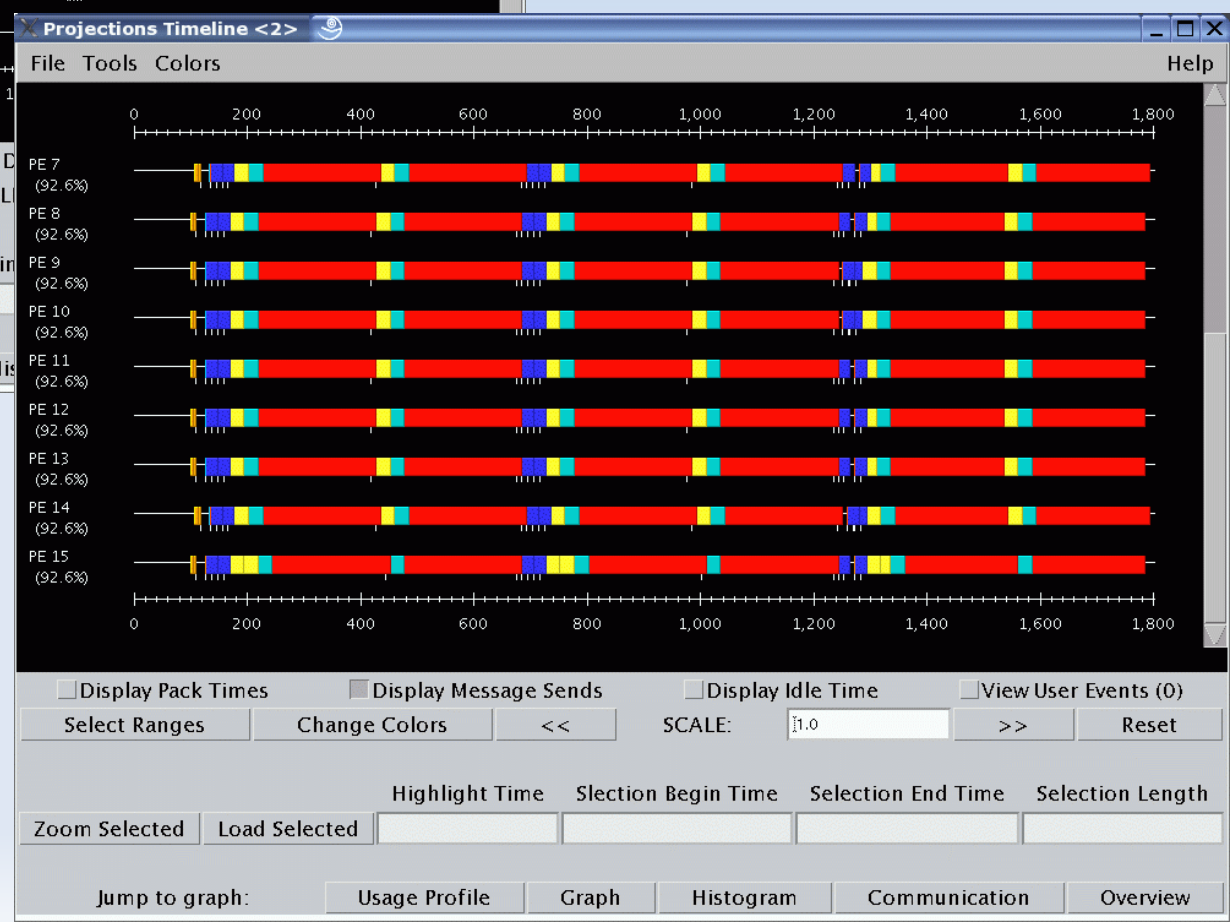 Projections Timeline <2>
File Tools Colors Help
0 200 400 600 800 1,000 1,200 1,400 1,600 1,800
PE 7
(92.6%)
PE 8
(92.6%)
PE 9
(92.6%)
PE 10
(92.6%)
PE 11
(92.6%)
PE 12
(92.6%)
PE 13
(92.6%)
PE 14
(92.6%)
PE 15
(92.6%)
0 200 400 600 800 1,000 1,200 1,400 1,600 1,800
Display Pack Times Display Message Sends Display Idle Time View User Events (0)
Select Ranges Change Colors << SCALE: 1.0 >> Reset
Highlight Time Slection Begin Time Selection End Time Selection Length
Zoom Selected Load Selected
Jump to graph: Usage Profile Graph Histogram Communication Overview